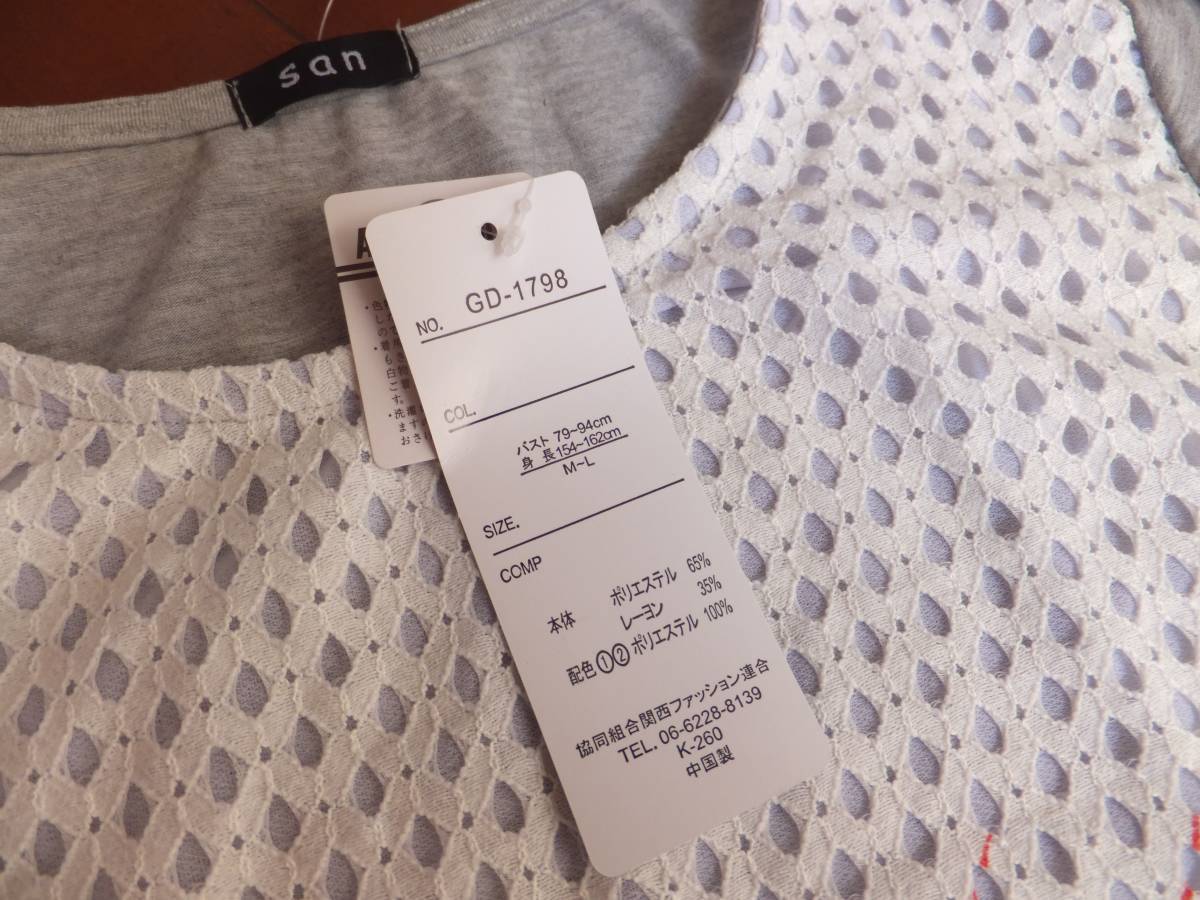 san
NO. GD-1798
COL.
バスト 79~94cm
身 長 154~162cm
M~L
SIZE.
COMP
本体 ポリエステル 65%
レーヨン 35%
配色①②ポリエステル 100%
協同組合関西ファッション連合
TEL. 06-6228-8139
K-260
中国製